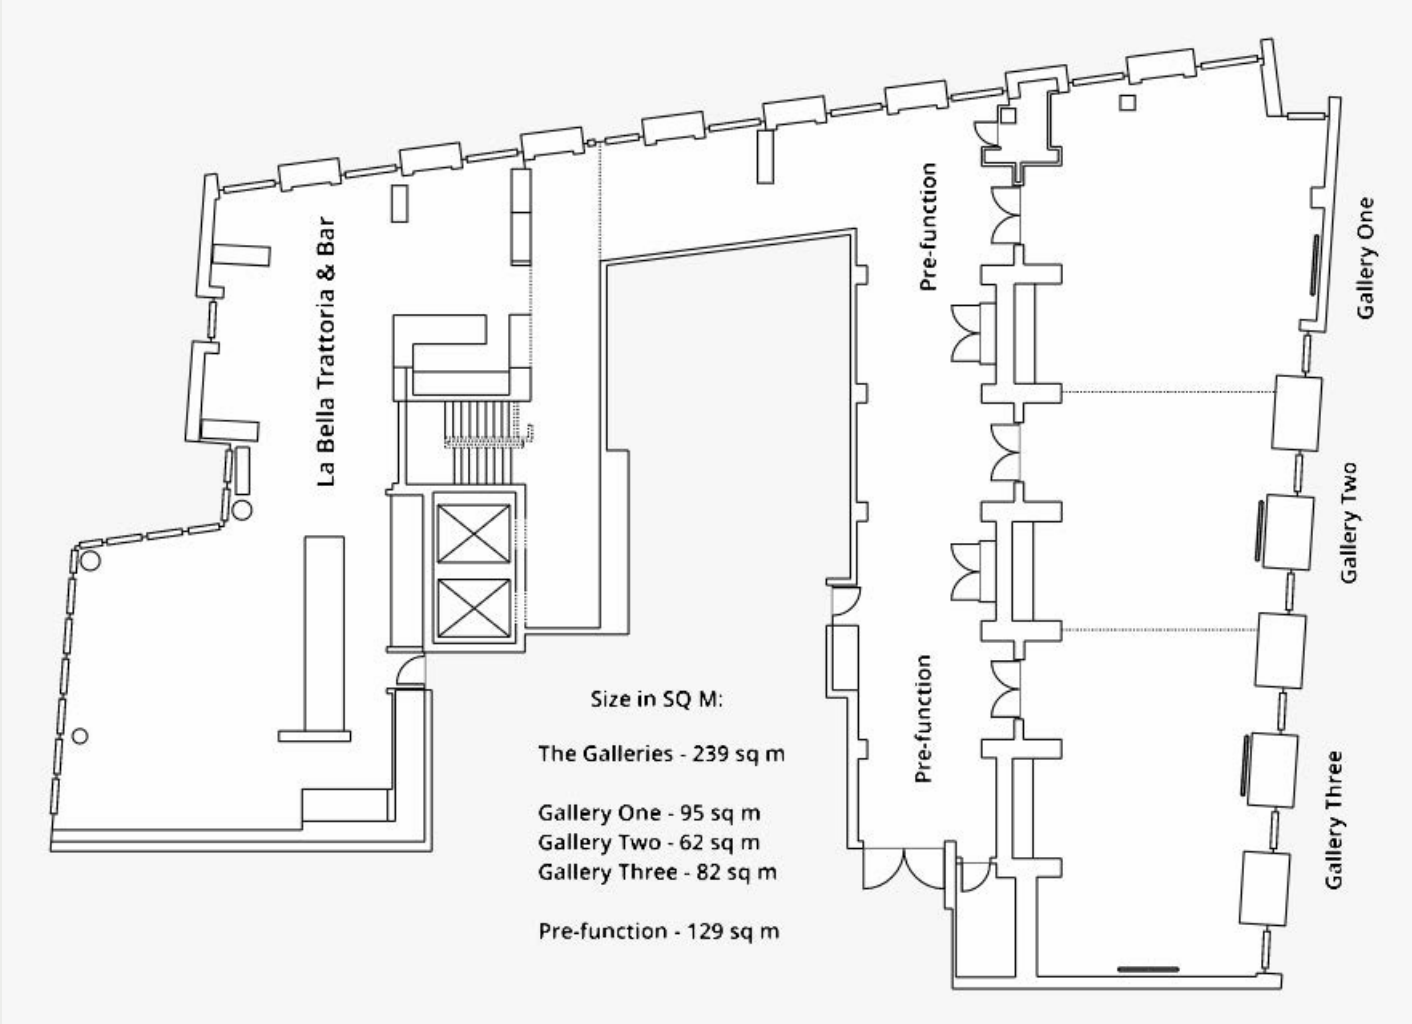 La Bella Trattoria & Bar
Pre-function
Gallery One
Gallery Two
Pre-function
Gallery Three
Size in SQ M:
The Galleries - 239 sq m
Gallery One - 95 sq m
Gallery Two - 62 sq m
Gallery Three - 82 sq m
Pre-function - 129 sq m